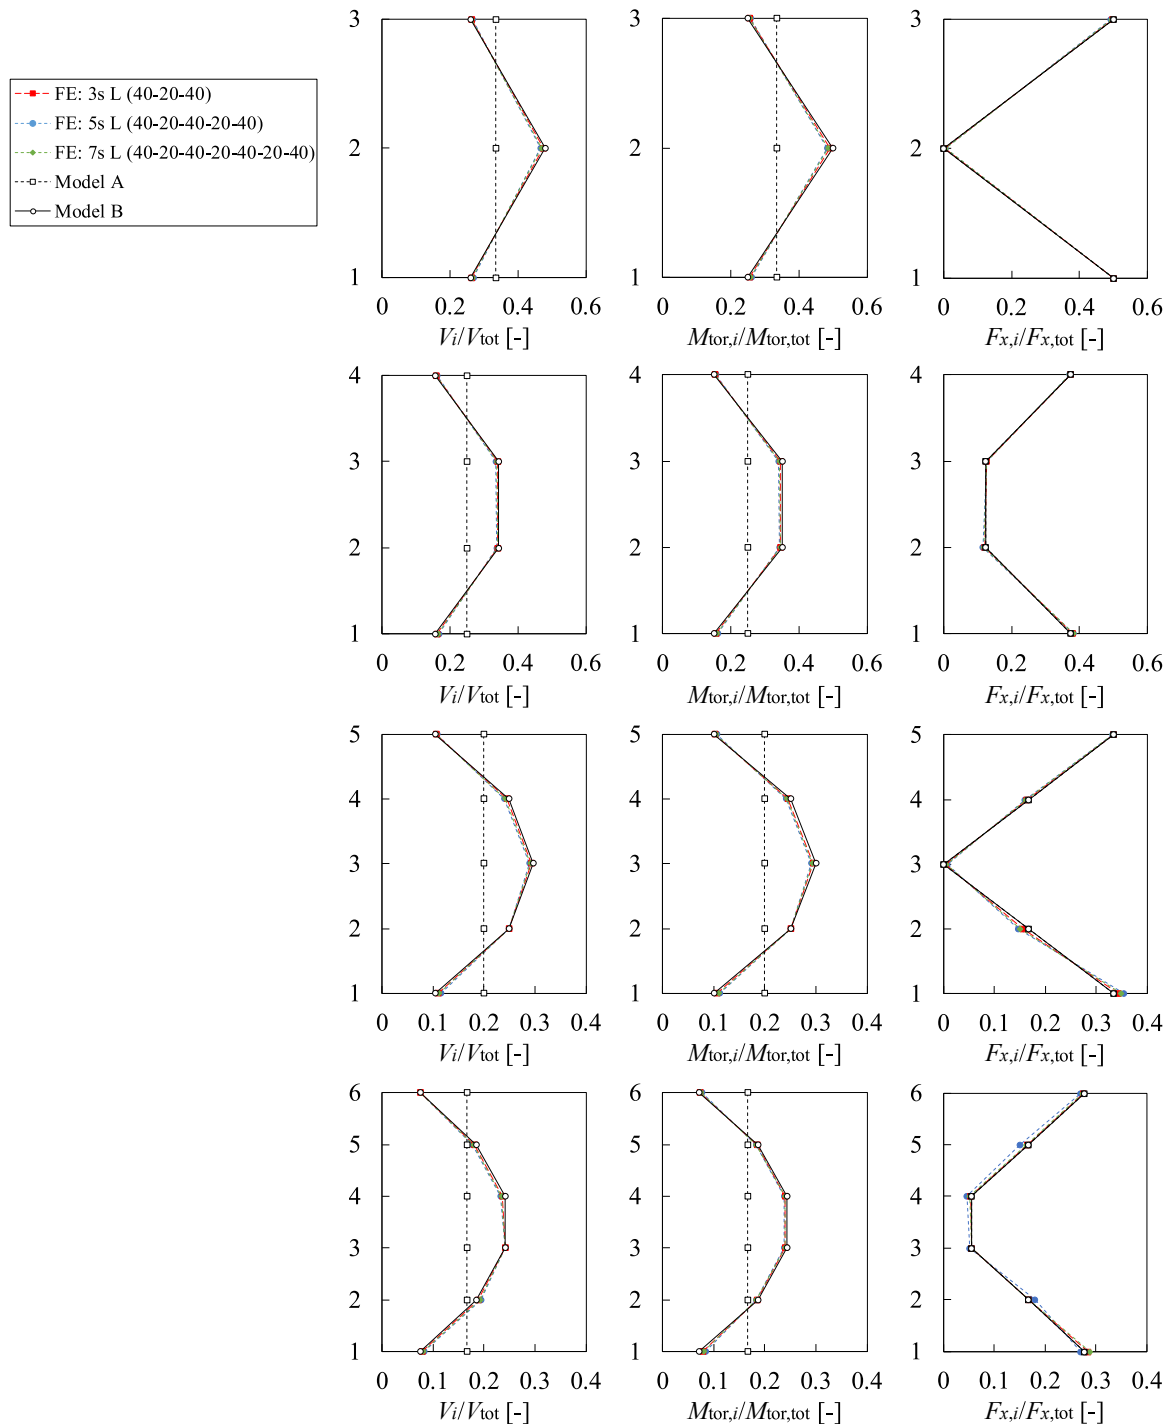 FE: 3s L (40-20-40)
FE: 5s L (40-20-40-20-40)
FE: 7s L (40-20-40-20-40-20-40)
Model A
Model B
3 3 3
2 2 2
1 1 1
0 0.2 0.4 0.6 0 0.2 0.4 0.6 0 0.2 0.4 0.6
Vi/Vtot [-] Mtor,i/Mtor,tot [-] Fx,i/Fx,tot [-]
4 4 4
3 3 3
2 2 2
1 1 1
0 0.2 0.4 0.6 0 0.2 0.4 0.6 0 0.2 0.4 0.6
Vi/Vtot [-] Mtor,i/Mtor,tot [-] Fx,i/Fx,tot [-]
5 5 5
4 4 4
3 3 3
2 2 2
1 1 1
0 0.1 0.2 0.3 0.4 0 0.1 0.2 0.3 0.4 0 0.1 0.2 0.3 0.4
Vi/Vtot [-] Mtor,i/Mtor,tot [-] Fx,i/Fx,tot [-]
6 6 6
5 5 5
4 4 4
3 3 3
2 2 2
1 1 1
0 0.1 0.2 0.3 0.4 0 0.1 0.2 0.3 0.4 0 0.1 0.2 0.3 0.4
Vi/Vtot [-] Mtor,i/Mtor,tot [-] Fx,i/Fx,tot [-]